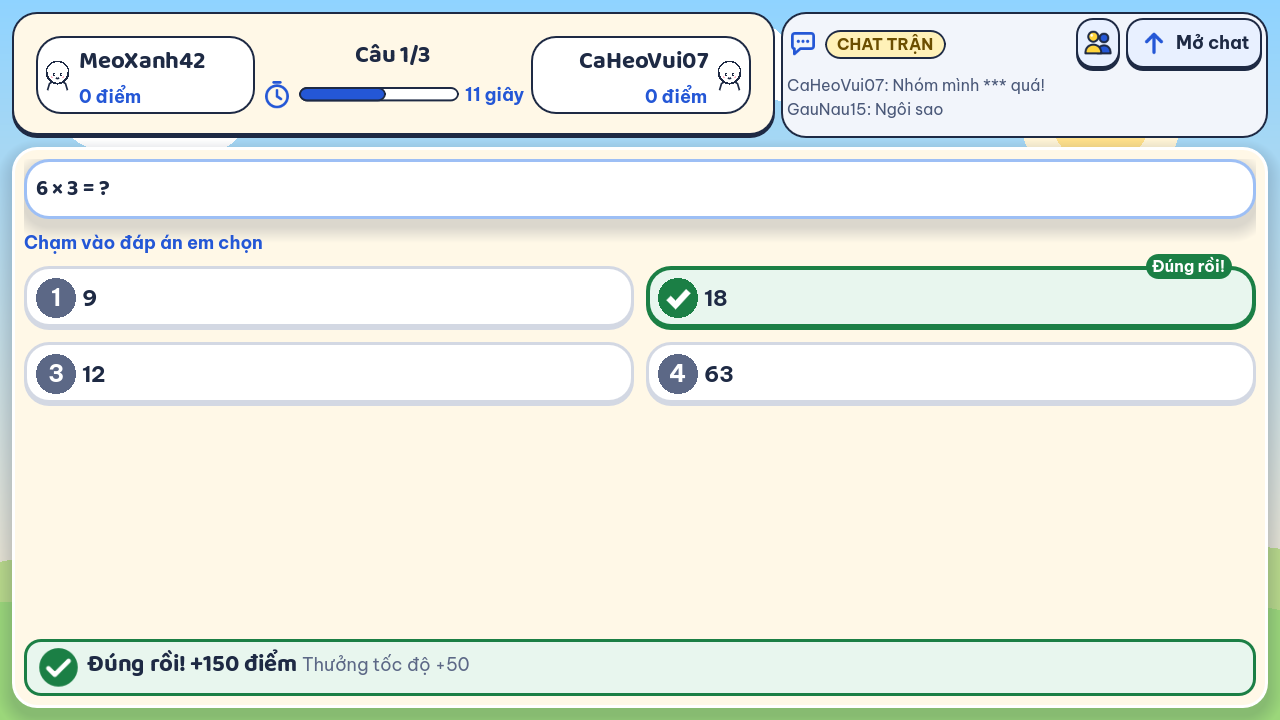 MeoXanh42
0 điểm
Câu 1/3
11 giây
CaHeoVui07
0 điểm
CHAT TRẬN
Mở chat
CaHeoVui07: Nhóm mình *** quá!
GauNau15: Ngôi sao
6 × 3 = ?
Chạm vào đáp án em chọn
1 9
Đúng rồi!
18
3 12
4 63
Đúng rồi! +150 điểm Thưởng tốc độ +50